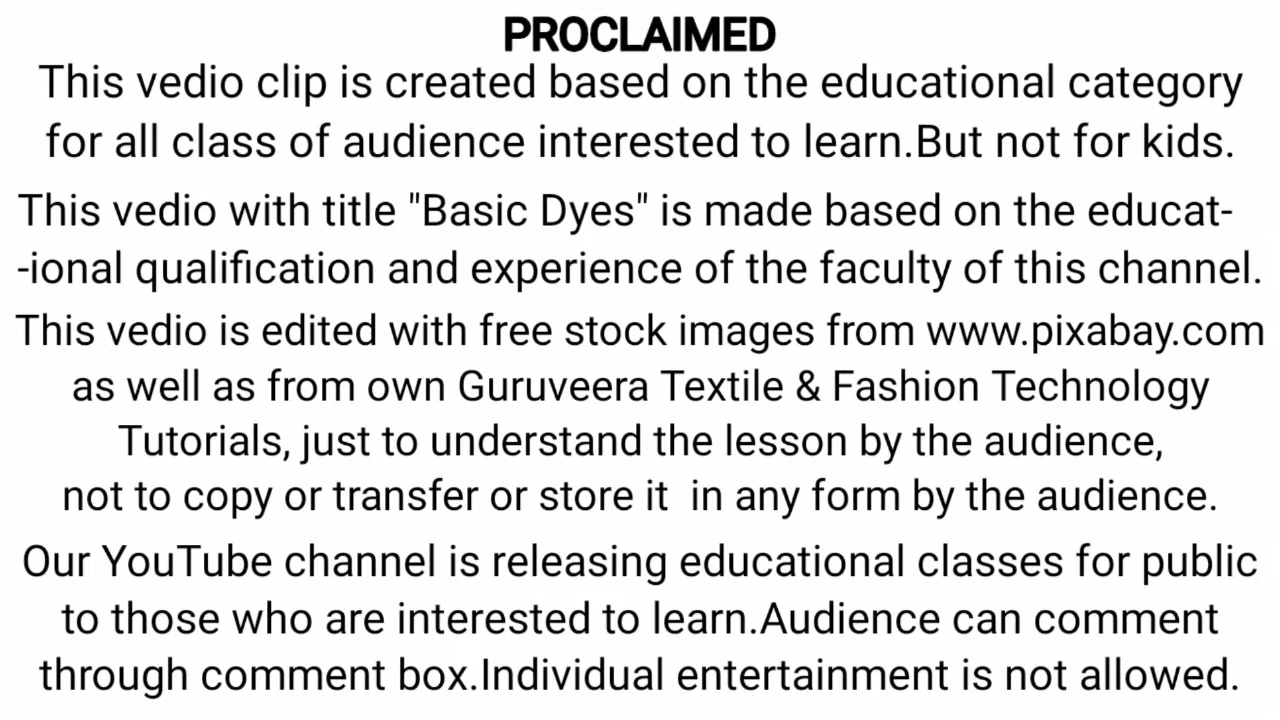 PROCLAIMED
This vedio clip is created based on the educational category
for all class of audience interested to learn.But not for kids.
This vedio with title "Basic Dyes" is made based on the educat-
-ional qualification and experience of the faculty of this channel.
This vedio is edited with free stock images from www.pixabay.com
as well as from own Guruveera Textile & Fashion Technology
Tutorials, just to understand the lesson by the audience,
not to copy or transfer or store it  in any form by the audience.
Our YouTube channel is releasing educational classes for public
to those who are interested to learn.Audience can comment
through comment box.Individual entertainment is not allowed.